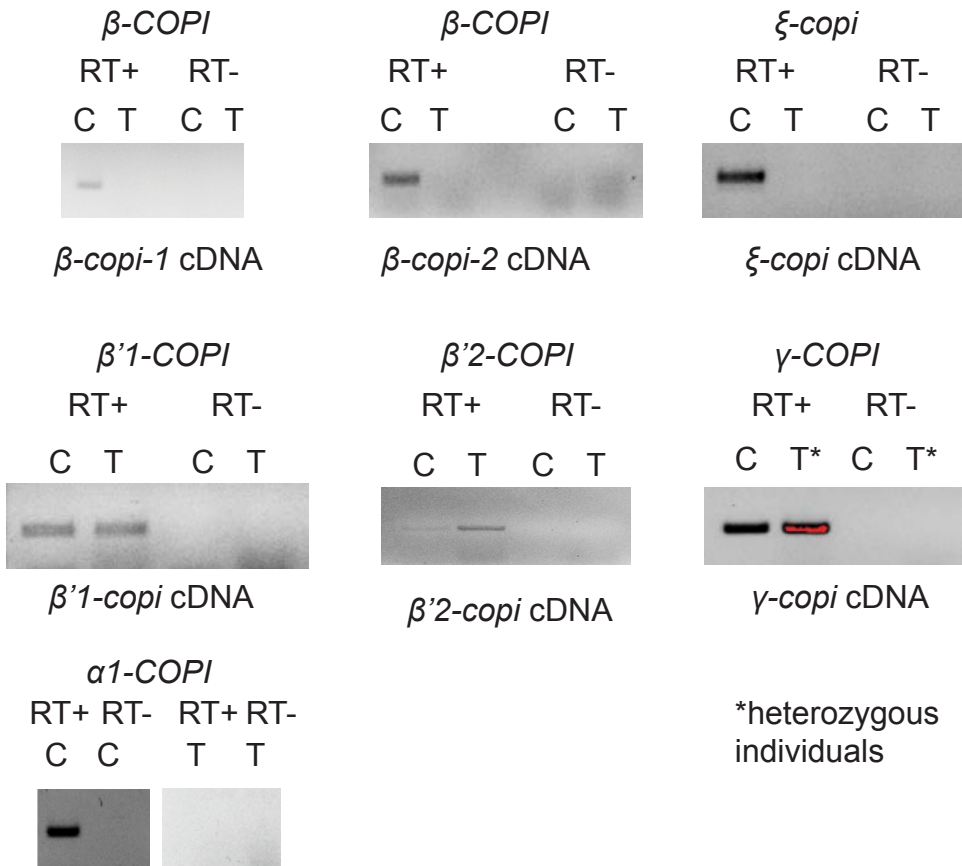 β-COPI
RT+ RT-
C T C T
β-copi-1 cDNA
β-COPI
RT+ RT-
C T C T
β-copi-2 cDNA
ξ-copi
RT+ RT-
C T C T
ξ-copi cDNA
β’1-COPI
RT+ RT-
C T C T
β’1-copi cDNA
β’2-COPI
RT+ RT-
C T C T
β’2-copi cDNA
γ-COPI
RT+ RT-
C T* C T*
γ-copi cDNA
α1-COPI
RT+ RT- RT+ RT-
C C T T
*heterozygous
individuals